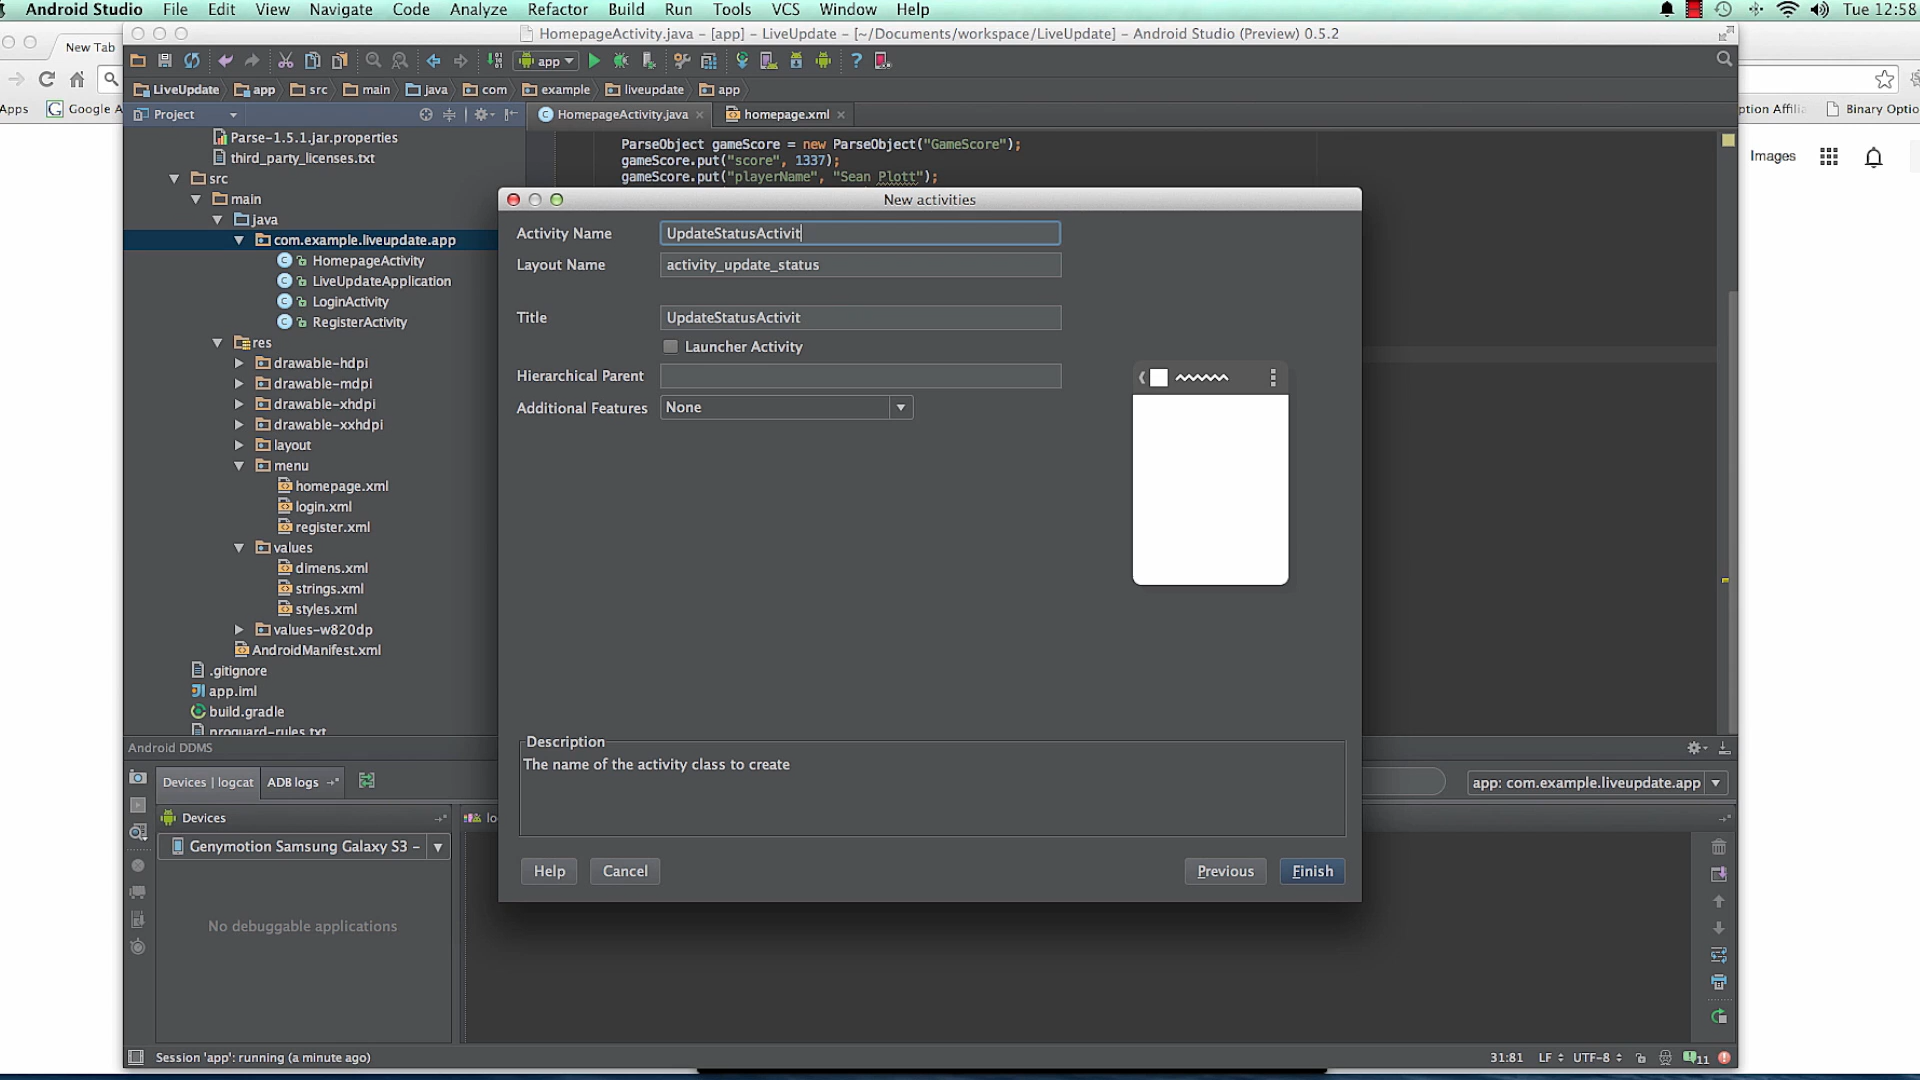 Android Studio File Edit View Navigate Code Analyze Refactor Build Run Tools VCS Window Help Tue 12:58
New Tab
HomepageActivity.java – [app] – LiveUpdate – [~/Documents/workspace/LiveUpdate] – Android Studio (Preview) 0.5.2
app
LiveUpdate app src main java com example liveupdate app
Apps Google
ption Affili Binary Optio
Project
HomepageActivity.java homepage.xml
Images
Parse-1.5.1.jar.properties
third_party_licenses.txt
src
main
java
com.example.liveupdate.app
HomepageActivity
LiveUpdateApplication
LoginActivity
RegisterActivity
res
drawable-hdpi
drawable-mdpi
drawable-xhdpi
drawable-xxhdpi
layout
menu
homepage.xml
login.xml
register.xml
values
dimens.xml
strings.xml
styles.xml
values-w820dp
AndroidManifest.xml
.gitignore
app.iml
build.gradle
proguard-rules.txt
ParseObject gameScore = new ParseObject("GameScore");
gameScore.put("score", 1337);
gameScore.put("playerName", "Sean Plott");
New activities
Activity Name UpdateStatusActivit
Layout Name activity_update_status
Title UpdateStatusActivit
Launcher Activity
Hierarchical Parent
Additional Features None
Description
The name of the activity class to create
Help Cancel Previous Finish
Android DDMS
Devices | logcat ADB logs
app: com.example.liveupdate.app
Devices
lo
Genymotion Samsung Galaxy S3 –
No debuggable applications
Session 'app': running (a minute ago)
31:81 LF UTF-8 11